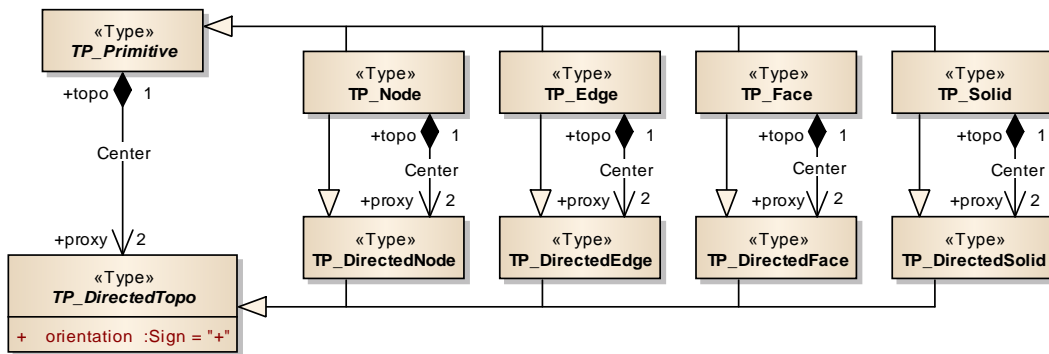 «Type»
TP_Primitive
+topo 1
Center
+proxy 2
«Type»
TP_DirectedTopo
+ orientation :Sign = "+"
«Type»
TP_Node
+topo 1
Center
+proxy 2
«Type»
TP_DirectedNode
«Type»
TP_Edge
+topo 1
Center
+proxy 2
«Type»
TP_DirectedEdge
«Type»
TP_Face
+topo 1
Center
+proxy 2
«Type»
TP_DirectedFace
«Type»
TP_Solid
+topo 1
Center
+proxy 2
«Type»
TP_DirectedSolid